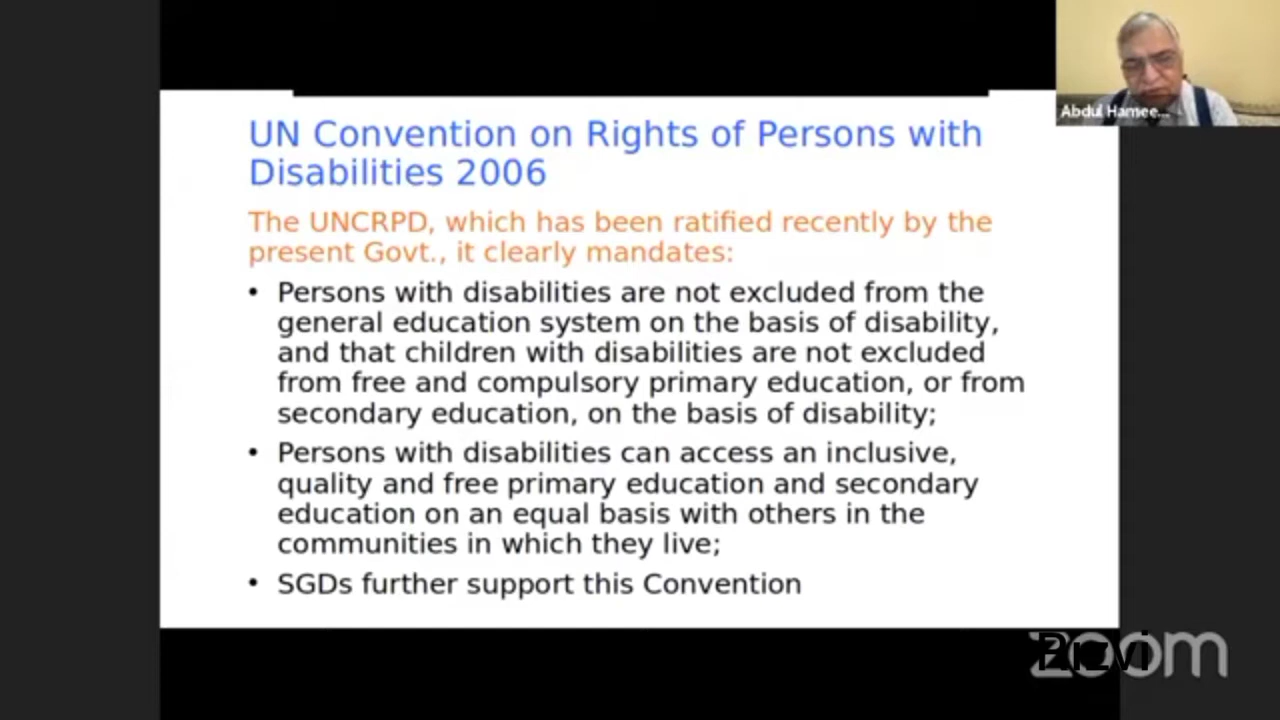 Abdul Hamee...
UN Convention on Rights of Persons with
Disabilities 2006
The UNCRPD, which has been ratified recently by the
present Govt., it clearly mandates:
• Persons with disabilities are not excluded from the
general education system on the basis of disability,
and that children with disabilities are not excluded
from free and compulsory primary education, or from
secondary education, on the basis of disability;
• Persons with disabilities can access an inclusive,
quality and free primary education and secondary
education on an equal basis with others in the
communities in which they live;
• SGDs further support this Convention
zoom